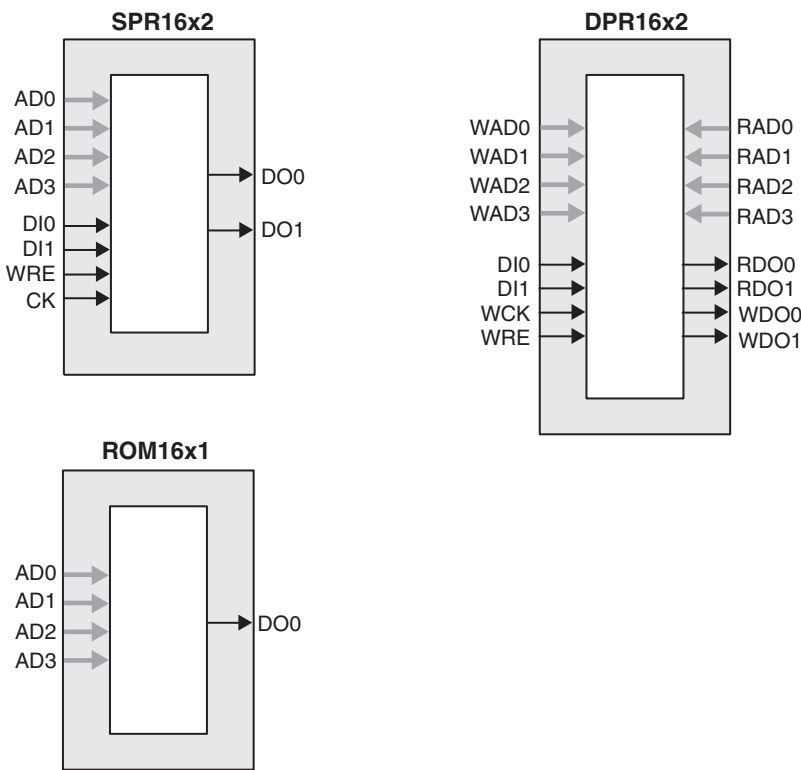 SPR16x2
AD0
AD1
AD2
AD3
DI0
DI1
WRE
CK
DO0
DO1
DPR16x2
WAD0
WAD1
WAD2
WAD3
DI0
DI1
WCK
WRE
RAD0
RAD1
RAD2
RAD3
RDO0
RDO1
WDO0
WDO1
ROM16x1
AD0
AD1
AD2
AD3
DO0